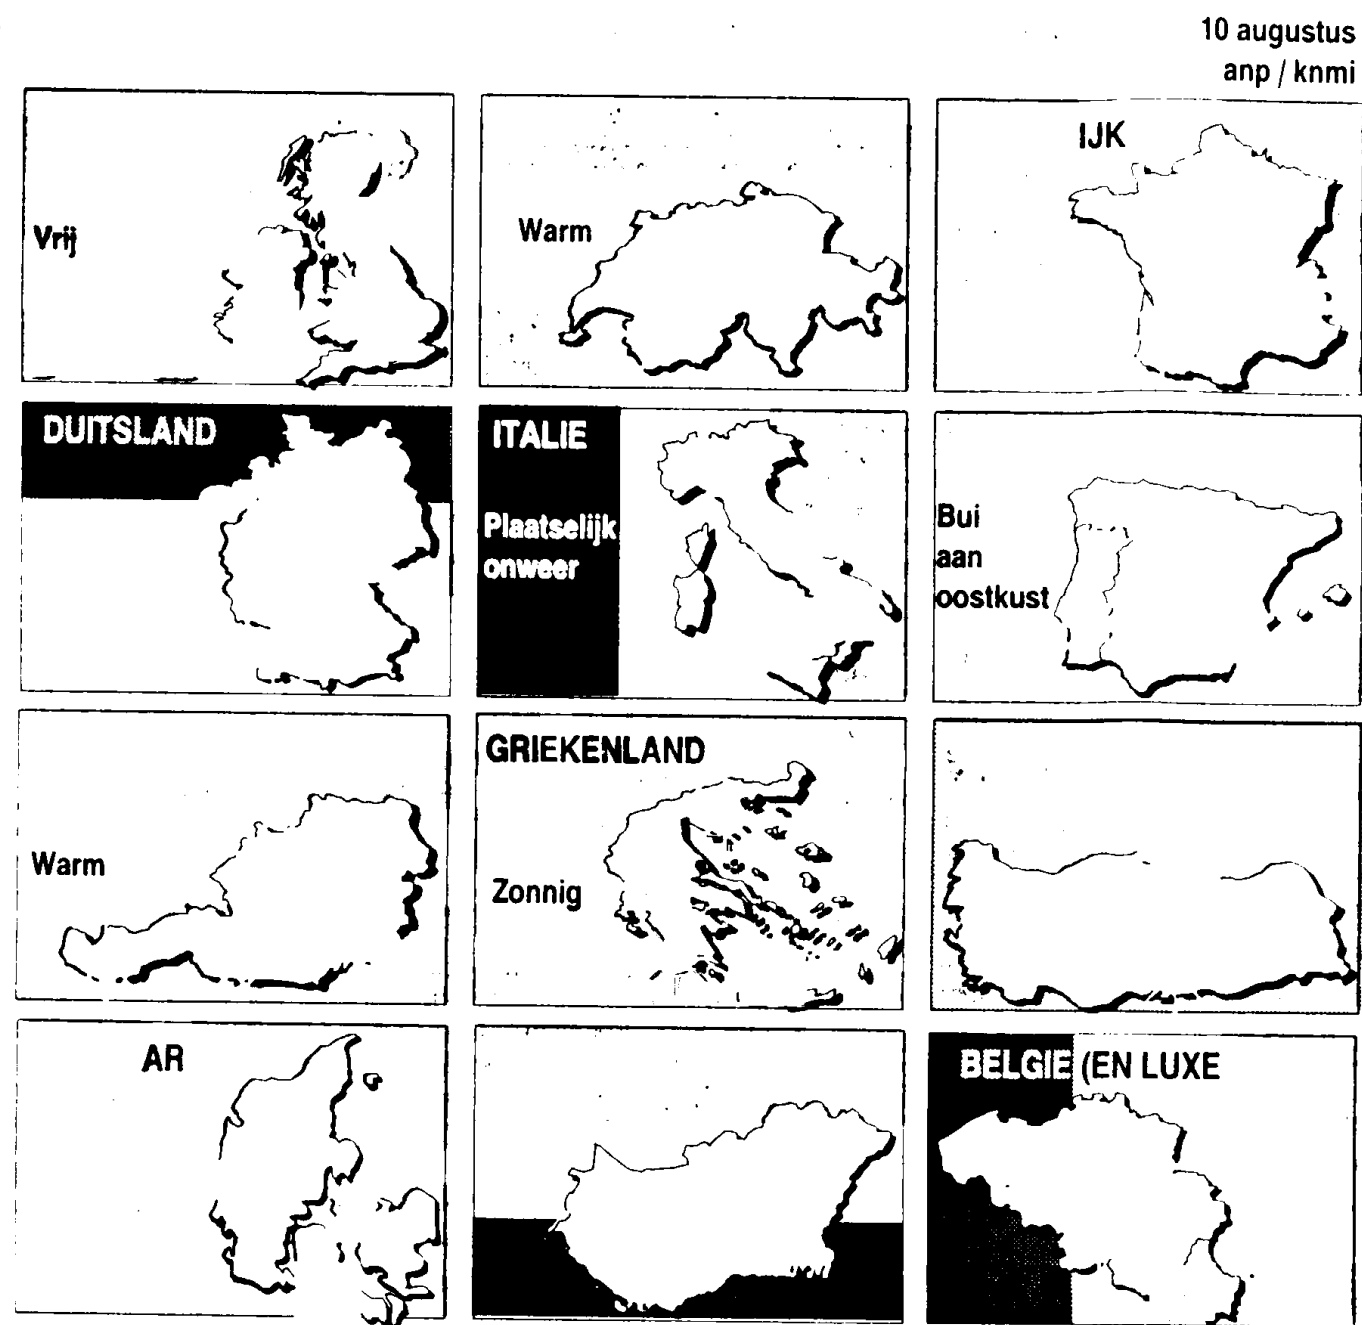 10 augustus
anp / knmi
Vrij
Warm
IJK
DUITSLAND
ITALIE
Plaatselijk
onweer
Bui
aan
oostkust
Warm
GRIEKENLAND
Zonnig
AR
BELGIE (EN LUXE